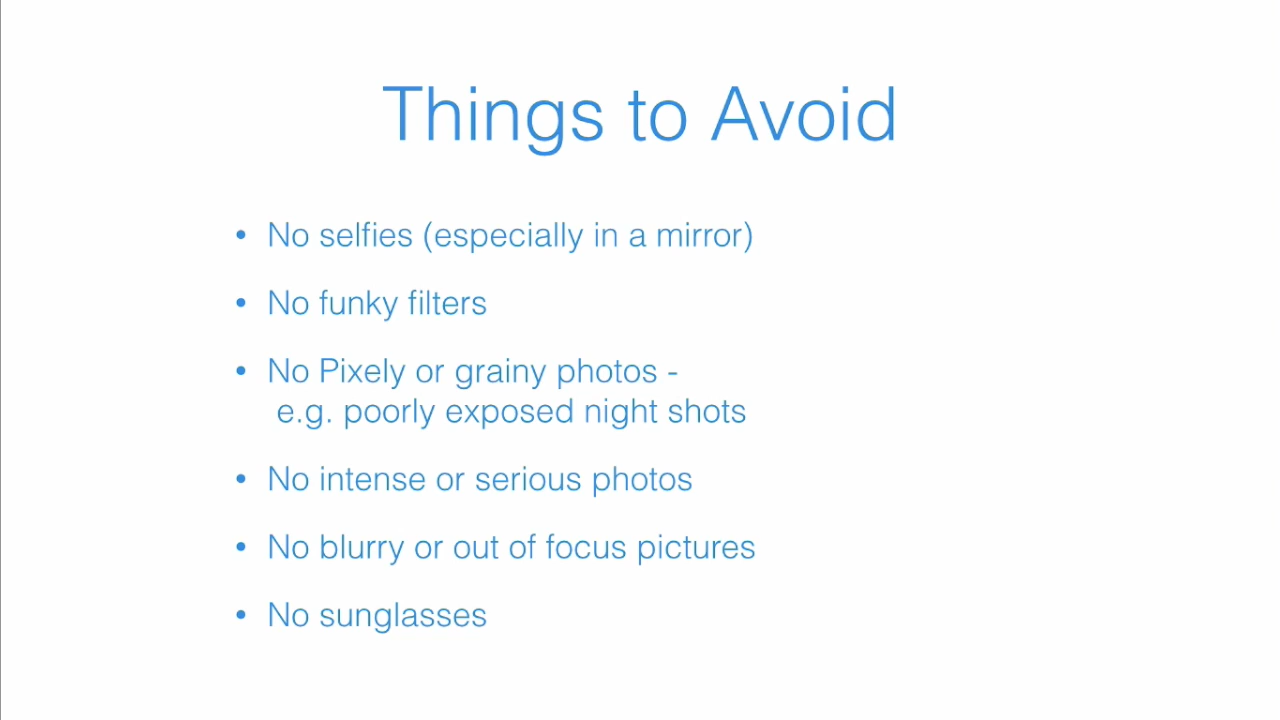 Things to Avoid
• No selfies (especially in a mirror)
• No funky filters
• No Pixely or grainy photos -
e.g. poorly exposed night shots
• No intense or serious photos
• No blurry or out of focus pictures
• No sunglasses